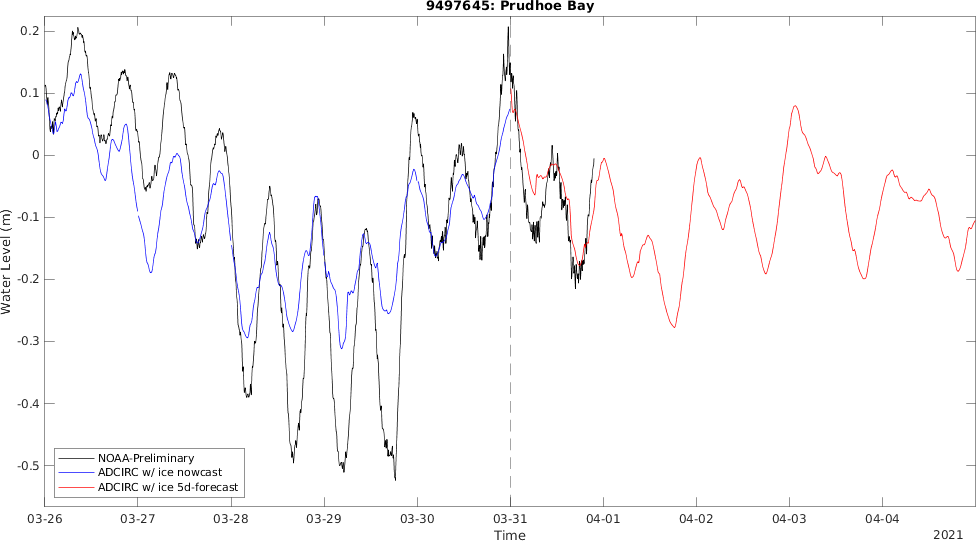 9497645: Prudhoe Bay
0.2
0.1
0
-0.1
-0.2
-0.3
-0.4
-0.5
Water Level (m)
NOAA-Preliminary
ADCIRC w/ ice nowcast
ADCIRC w/ ice 5d-forecast
03-26 03-27 03-28 03-29 03-30 03-31 04-01 04-02 04-03 04-04
Time
2021